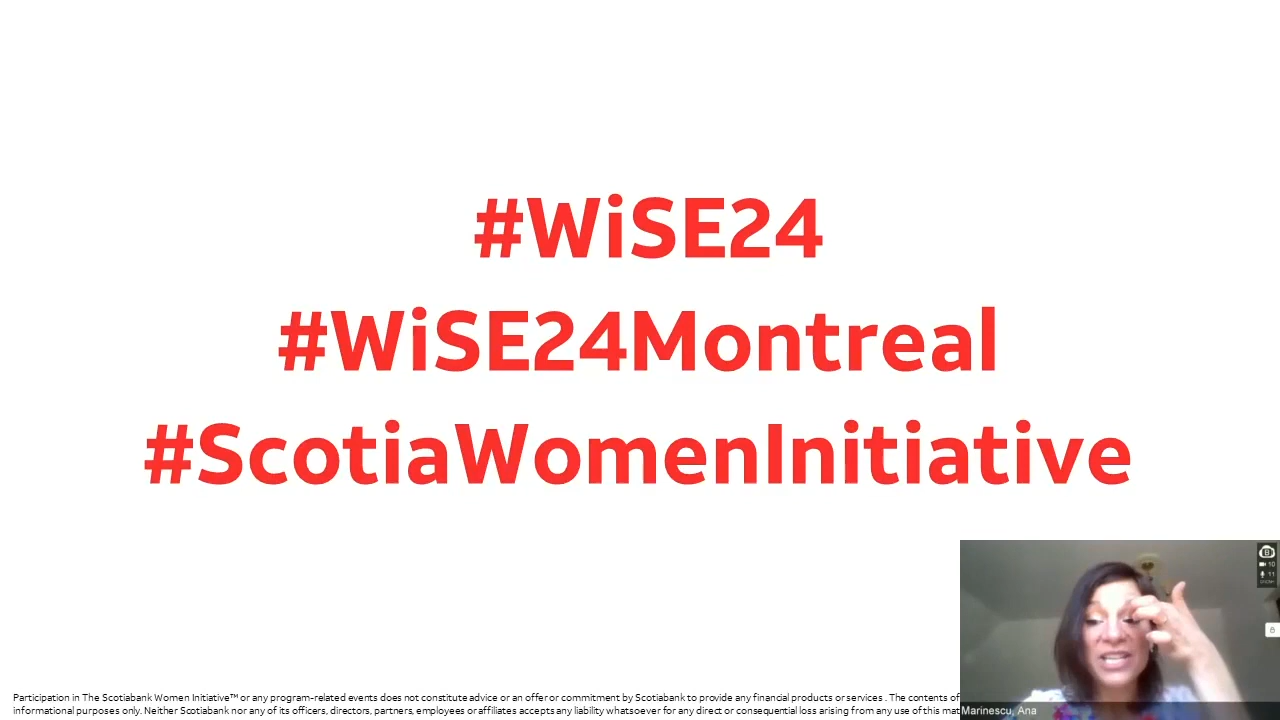 #WiSE24
#WiSE24Montreal
#ScotiaWomenInitiative
Participation in The Scotiabank Women Initiative™ or any program-related events does not constitute advice or an offer or commitment by Scotiabank to provide any financial products or services . The contents of
informational purposes only. Neither Scotiabank nor any of its officers, directors, partners, employees or affiliates accepts any liability whatsoever for any direct or consequential loss arising from any use of this
Marinescu, Ana
10
11